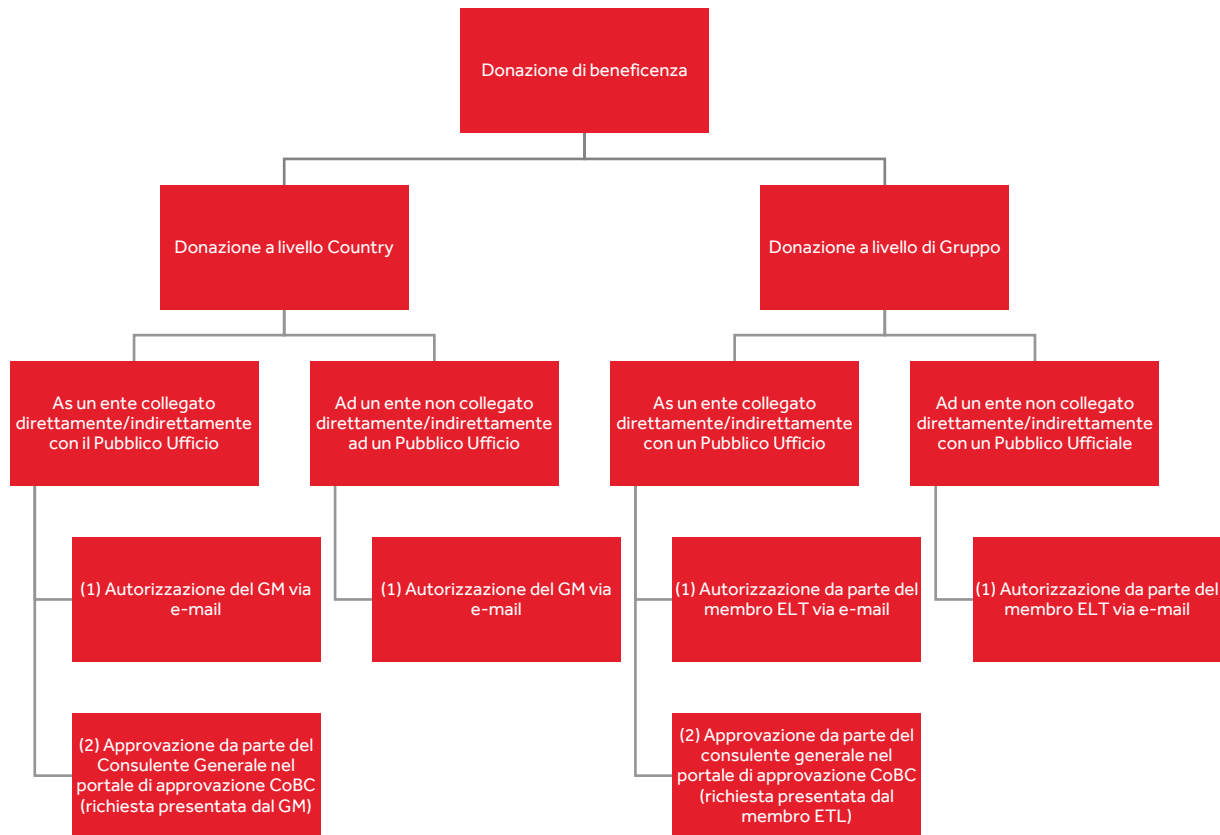 Donazione di beneficenza
Donazione a livello Country
Donazione a livello di Gruppo
As un ente collegato
direttamente/indirettamente
con il Pubblico Ufficio
Ad un ente non collegato
direttamente/indirettamente
ad un Pubblico Ufficio
As un ente collegato
direttamente/indirettamente
con un Pubblico Ufficio
Ad un ente non collegato
direttamente/indirettamente
con un Pubblico Ufficiale
(1) Autorizzazione del GM via
e-mail
(1) Autorizzazione del GM via
e-mail
(1) Autorizzazione da parte del
membro ELT via e-mail
(1) Autorizzazione da parte del
membro ELT via e-mail
(2) Approvazione da parte del
Consulente Generale nel
portale di approvazione CoBC
(richiesta presentata dal GM)
(2) Approvazione da parte del
consulente generale nel
portale di approvazione CoBC
(richiesta presentata dal
membro ETL)